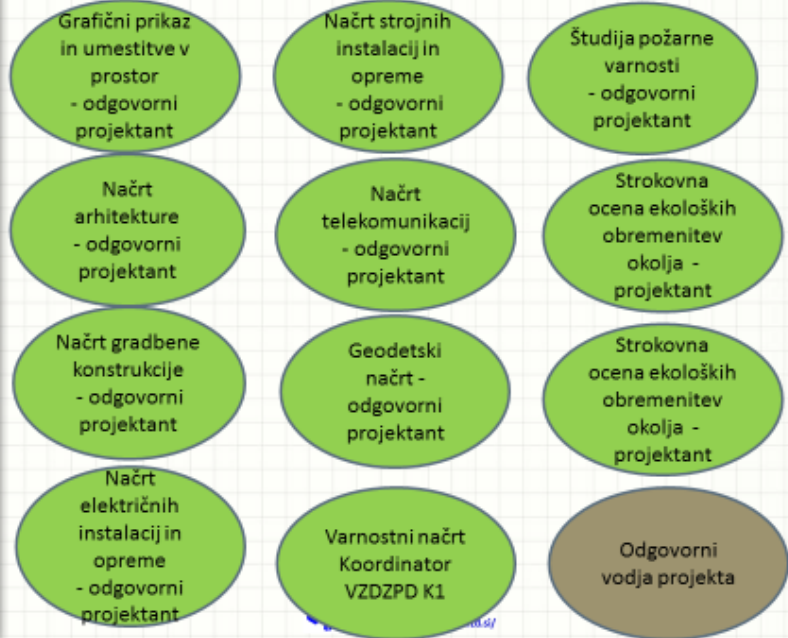 Grafični prikaz
in umestitve v
prostor
- odgovorni
projektant
Načrt
arhitekture
- odgovorni
projektant
Načrt gradbene
konstrukcije
- odgovorni
projektant
Načrt
električnih
instalacij in
opreme
- odgovorni
projektant
Načrt strojnih
instalacij in
opreme
- odgovorni
projektant
Načrt
telekomunikacij
- odgovorni
projektant
Geodetski
načrt -
odgovorni
projektant
Varnostni načrt
Koordinator
VZDZPD K1
Študija požarne
varnosti
- odgovorni
projektant
Strokovna
ocena ekoloških
obremenitev
okolja -
projektant
Strokovna
ocena ekoloških
obremenitev
okolja -
projektant
Odgovorni
vodja projekta